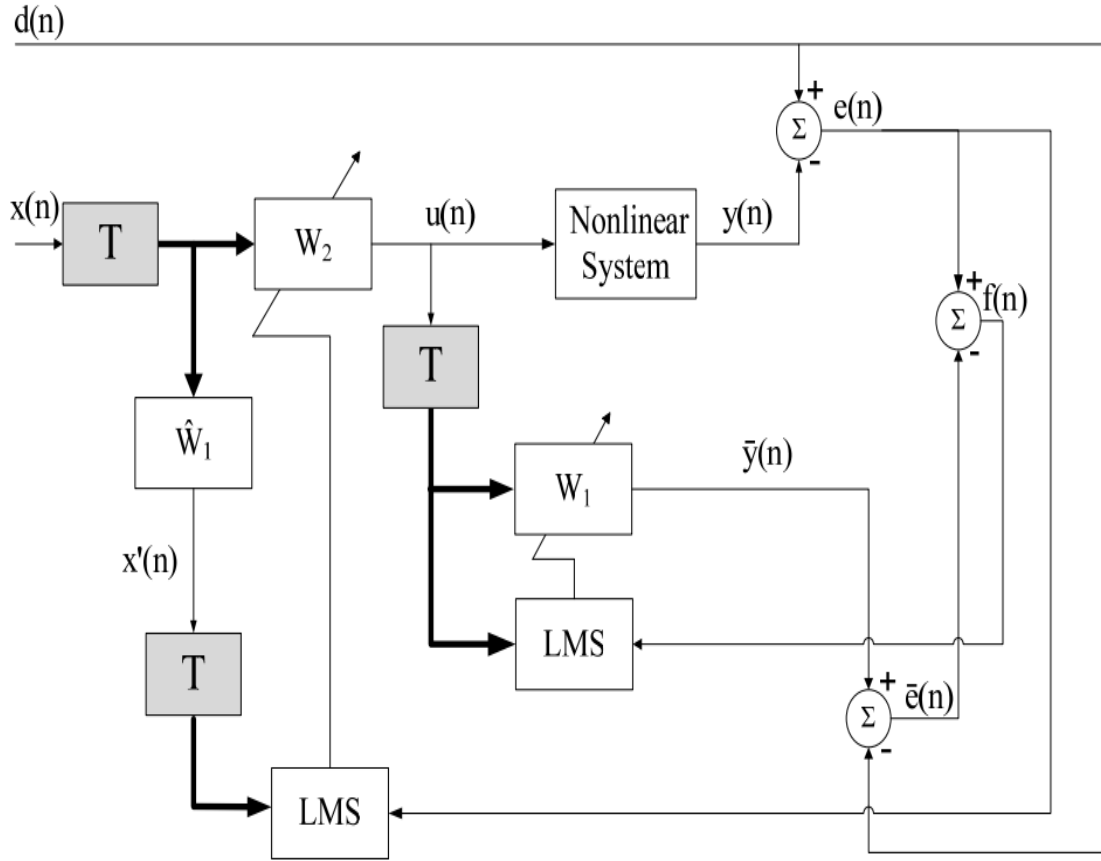 d(n)
+
Σ
e(n)
-
x(n)
T
W₂
u(n)
Nonlinear
System
y(n)
+
Σ
f(n)
-
T
Ŵ₁
ȳ(n)
W₁
x'(n)
LMS
T
+
Σ
ē(n)
-
LMS